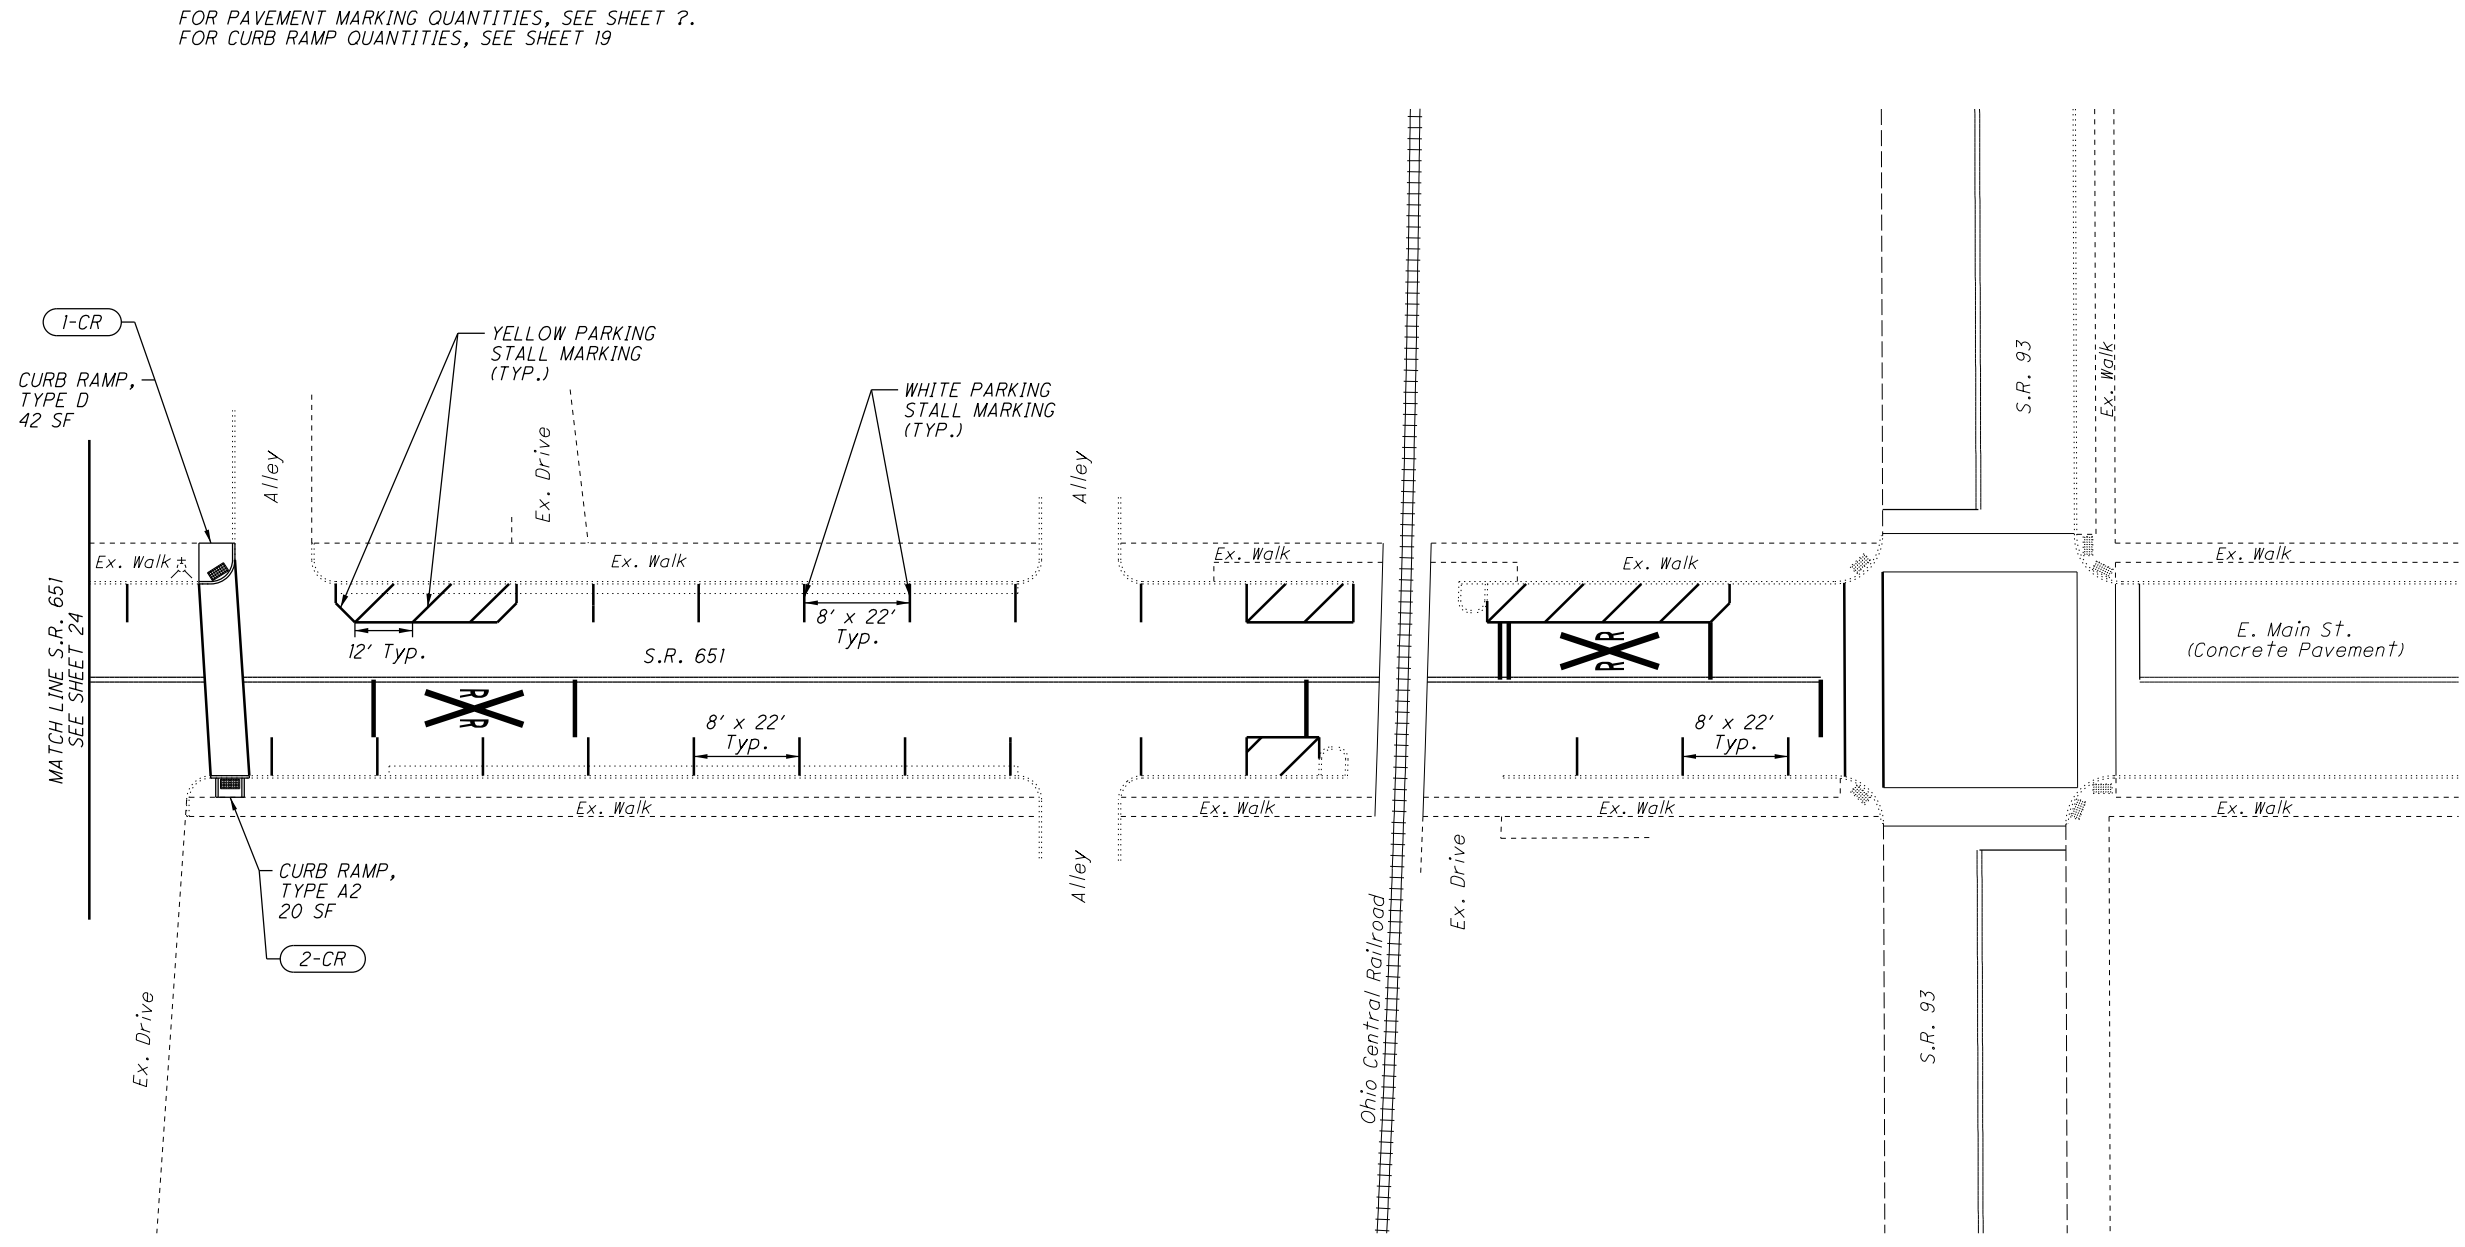 FOR PAVEMENT MARKING QUANTITIES, SEE SHEET ?.
FOR CURB RAMP QUANTITIES, SEE SHEET 19
1-CR
CURB RAMP,
TYPE D
42 SF
YELLOW PARKING
STALL MARKING
(TYP.)
WHITE PARKING
STALL MARKING
(TYP.)
Alley
Ex. Drive
Alley
S.R. 93
Ex. Walk
Ex. Walk
Ex. Walk
Ex. Walk
Ex. Walk
Ex. Walk
MATCH LINE S.R. 651
SEE SHEET 24
12' Typ.
S.R. 651
8' x 22'
Typ.
R R
E. Main St.
(Concrete Pavement)
R R
8' x 22'
Typ.
8' x 22'
Typ.
Ex. Walk
Ex. Walk
Ex. Walk
Ex. Walk
CURB RAMP,
TYPE A2
20 SF
2-CR
Ex. Drive
Alley
Ohio Central Railroad
Ex. Drive
S.R. 93